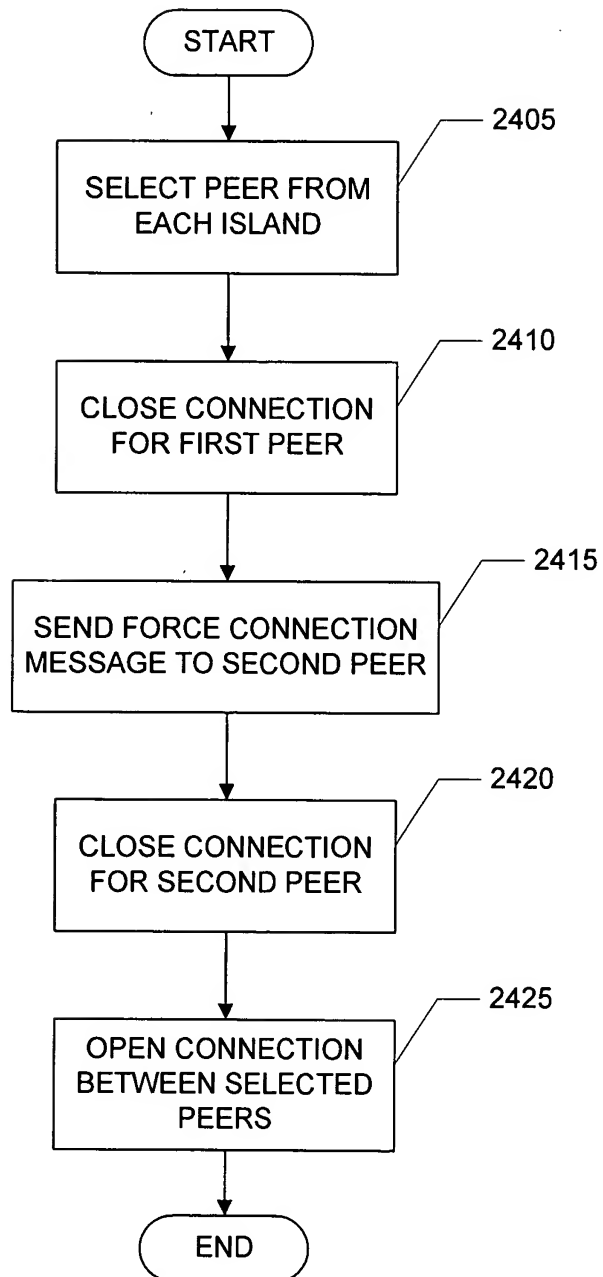 START
2405
SELECT PEER FROM
EACH ISLAND
2410
CLOSE CONNECTION
FOR FIRST PEER
2415
SEND FORCE CONNECTION
MESSAGE TO SECOND PEER
2420
CLOSE CONNECTION
FOR SECOND PEER
2425
OPEN CONNECTION
BETWEEN SELECTED
PEERS
END